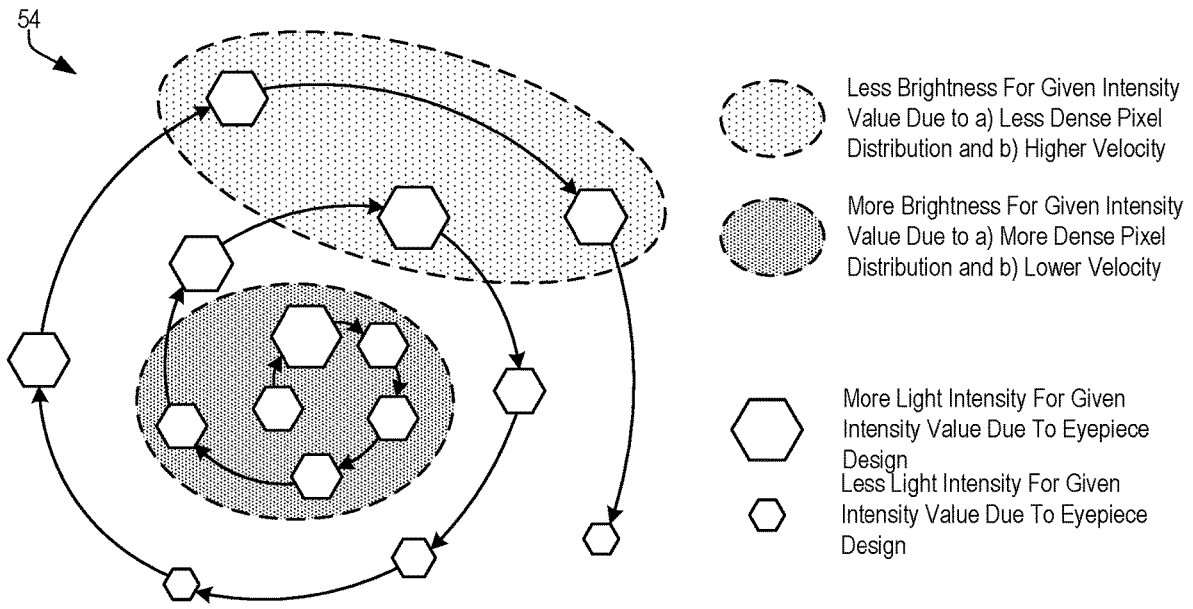 54
Less Brightness For Given Intensity
Value Due to a) Less Dense Pixel
Distribution and b) Higher Velocity
More Brightness For Given Intensity
Value Due to a) More Dense Pixel
Distribution and b) Lower Velocity
More Light Intensity For Given
Intensity Value Due To Eyepiece
Design
Less Light Intensity For Given
Intensity Value Due To Eyepiece
Design